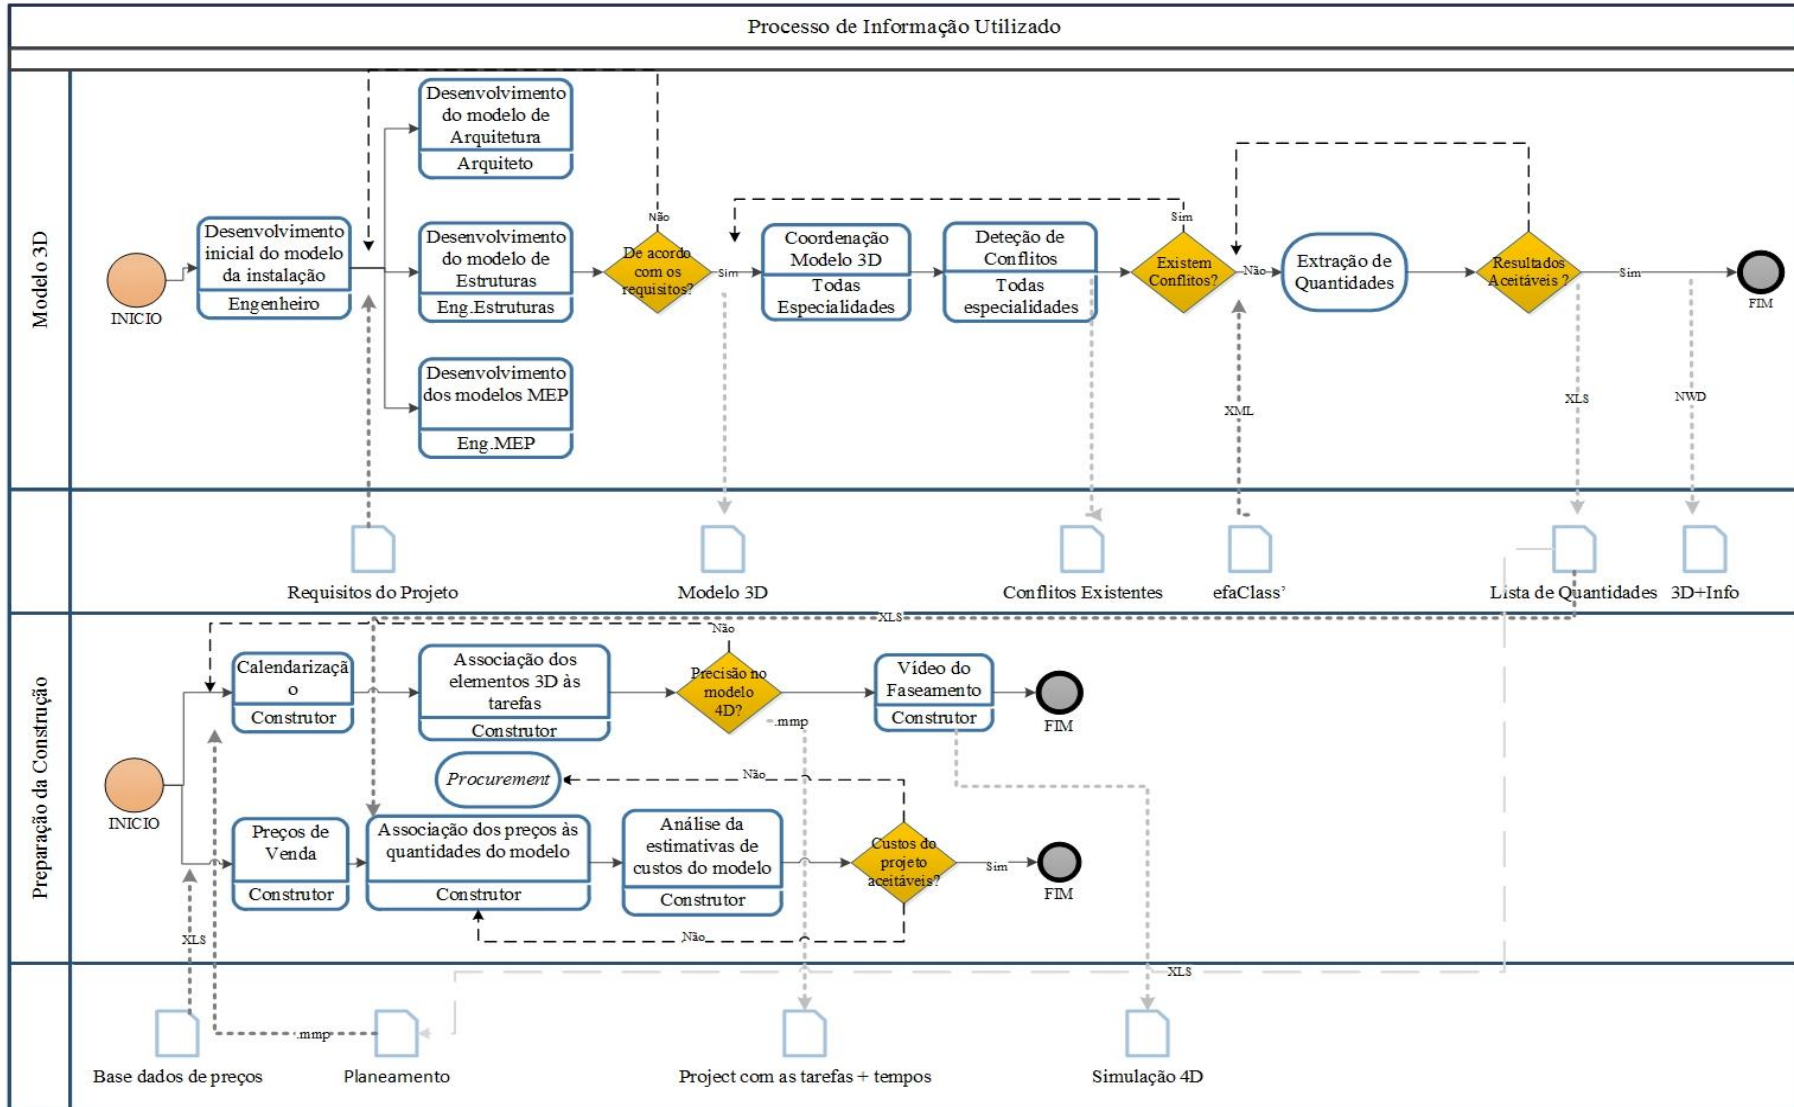 Processo de Informação Utilizado
Modelo 3D
INICIO
Desenvolvimento
inicial do modelo
da instalação
Engenheiro
Desenvolvimento
do modelo de
Arquitetura
Arquiteto
Desenvolvimento
do modelo de
Estruturas
Eng.Estruturas
Desenvolvimento
dos modelos MEP
Eng.MEP
Não
De acordo
com os
requisitos?
Sim
Coordenação
Modelo 3D
Todas
Especialidades
Deteção de
Conflitos
Todas
especialidades
Sim
Existem
Conflitos?
Não
Extração de
Quantidades
Resultados
Aceitáveis ?
Sim
FIM
XML
XLS
NWD
Requisitos do Projeto
Modelo 3D
Conflitos Existentes
efaClass’
Lista de Quantidades
3D+Info
XLS
Preparação da Construção
INICIO
Calendarizaçã
o
Construtor
Associação dos
elementos 3D às
tarefas
Construtor
Não
Precisão no
modelo
4D?
.mmp
Vídeo do
Faseamento
Construtor
FIM
Procurement
Não
Preços de
Venda
Construtor
Associação dos preços às
quantidades do modelo
Construtor
Análise da
estimativas de
custos do modelo
Construtor
Custos do
projeto
aceitáveis?
Sim
FIM
Não
XLS
XLS
.mmp
Base dados de preços
Planeamento
Project com as tarefas + tempos
Simulação 4D